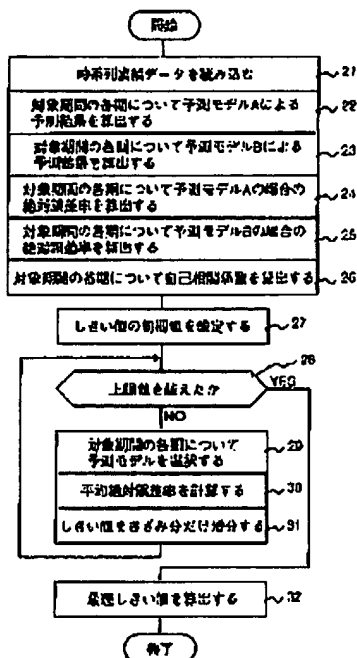 開始
時系列実績データを読み込む
21
対象期間の各期について予測モデルAによる
予測結果を算出する
22
対象期間の各期について予測モデルBによる
予測結果を算出する
23
対象期間の各期について予測モデルAの場合の
絶対誤差率を算出する
24
対象期間の各期について予測モデルBの場合の
絶対誤差率を算出する
25
対象期間の各期について自己相関係数を算出する
26
しきい値の初期値を設定する
27
上限値を越えたか
28
YES
NO
対象期間の各期について
予測モデルを選択する
29
平均絶対誤差率を計算する
30
しきい値をきざみ分だけ増分する
31
最適しきい値を算出する
32
終了